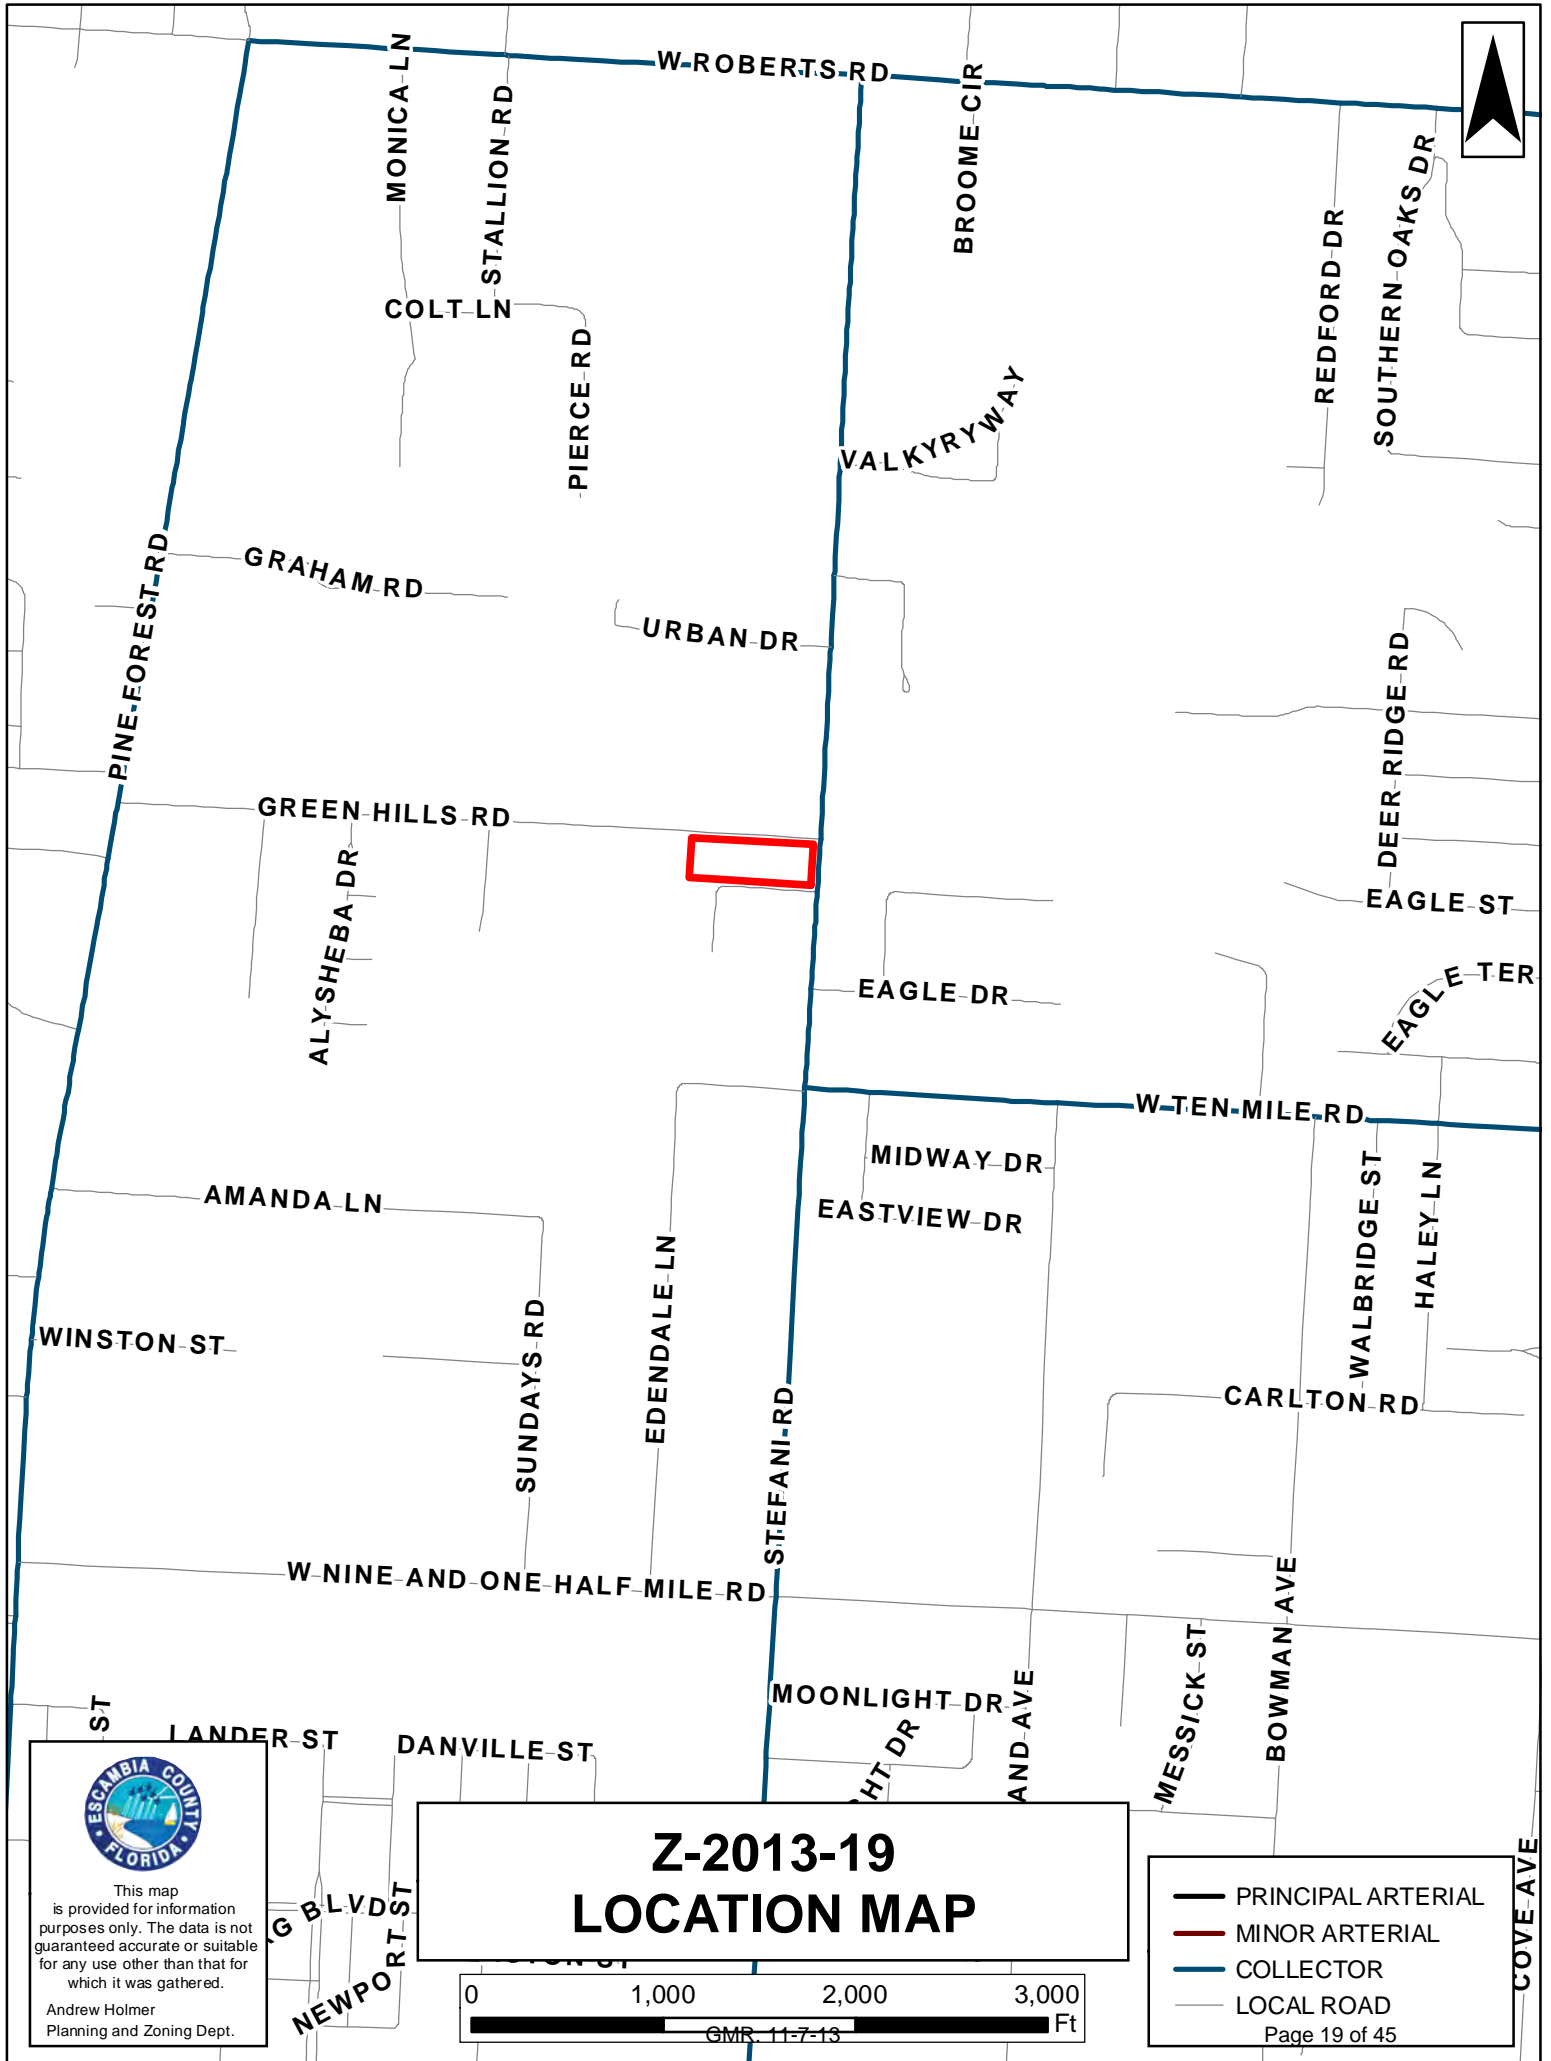 W ROBERTS RD
MONICA LN
STALLION RD
BROOME CIR
REDFORD DR
SOUTHERN OAKS DR
COLT LN
PIERCE RD
VALKYRY WAY
PINE FOREST RD
GRAHAM RD
URBAN DR
DEER RIDGE RD
GREEN HILLS RD
ALYSHEBA DR
EAGLE ST
EAGLE TER
EAGLE DR
W TEN MILE RD
MIDWAY DR
EASTVIEW DR
AMANDA LN
WALBRIDGE ST
HALEY LN
EDENDALE LN
SUNDAYS RD
WINSTON ST
STEFANI RD
CARLTON RD
W NINE AND ONE HALF MILE RD
BOWMAN AVE
MESSICK ST
MOONLIGHT DR
AND AVE
HT DR
ST
LANDER ST
DANVILLE ST
G BLVD
NEWPORT ST
COVE AVE
ESCAMBIA COUNTY
FLORIDA
This map
is provided for information
purposes only. The data is not
guaranteed accurate or suitable
for any use other than that for
which it was gathered.
Andrew Holmer
Planning and Zoning Dept.
Z-2013-19
LOCATION MAP
0 1,000 2,000 3,000
Ft
GMR. 11-7-13
PRINCIPAL ARTERIAL
MINOR ARTERIAL
COLLECTOR
LOCAL ROAD
Page 19 of 45